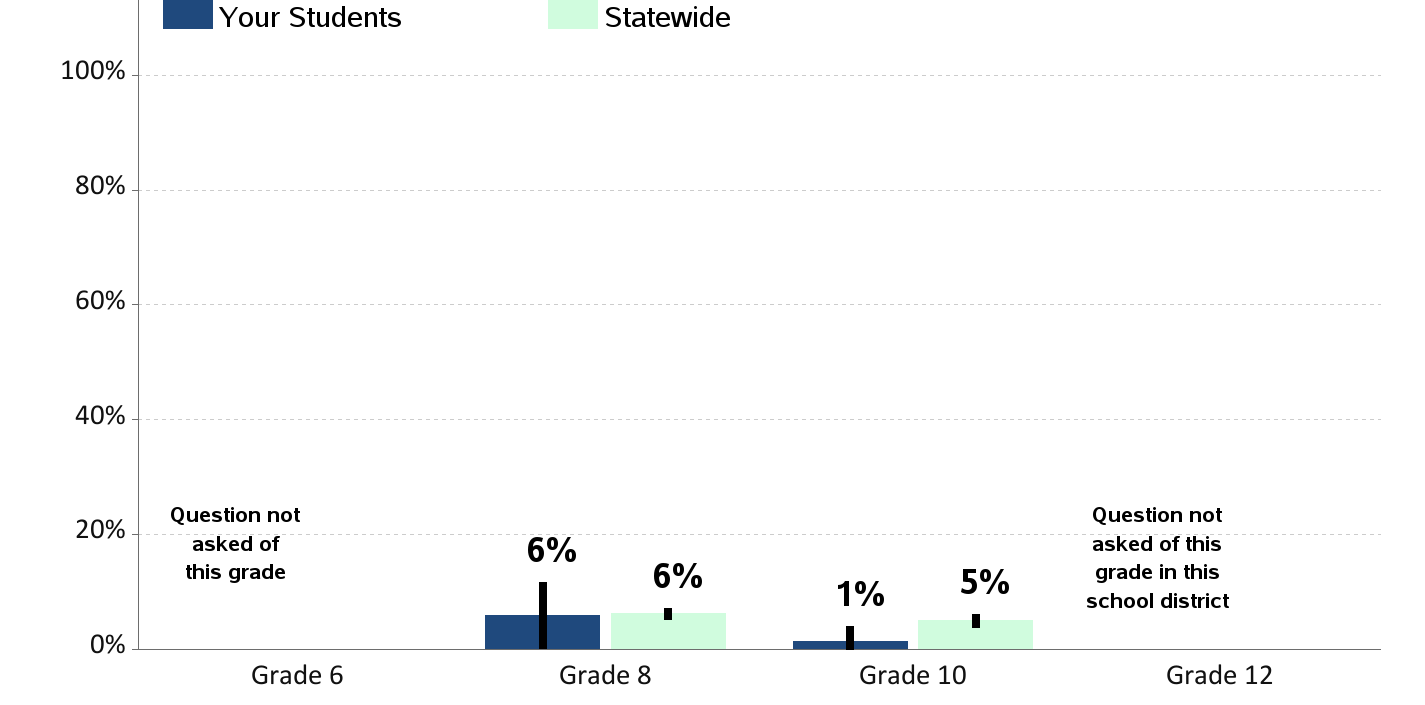 Your Students
Statewide
100%
80%
60%
40%
20%
0%
Question not
asked of
this grade
6%
6%
1%
5%
Question not
asked of this
grade in this
school district
Grade 6
Grade 8
Grade 10
Grade 12